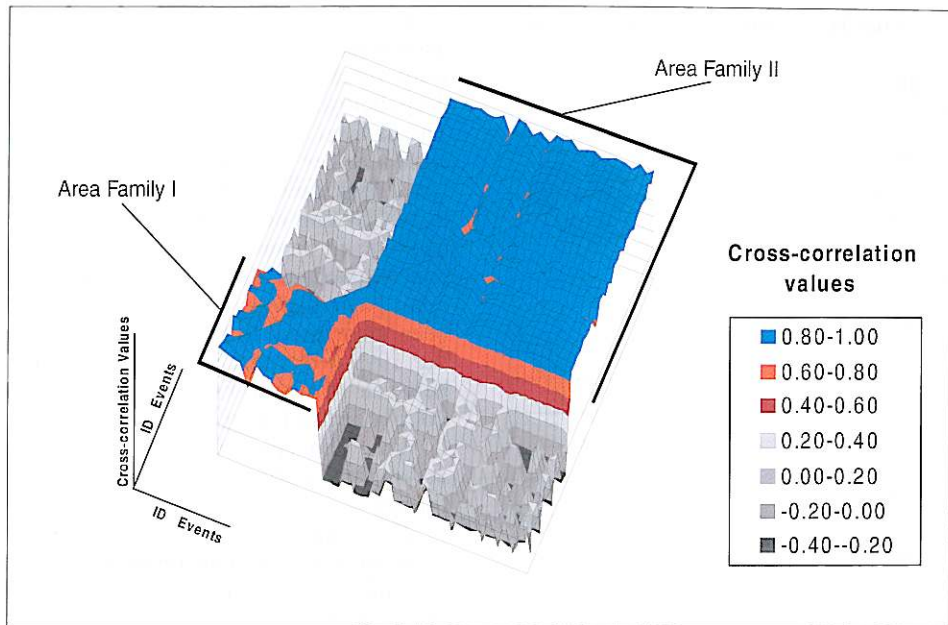 Area Family II
Area Family I
Cross-correlation
values
0.80-1.00
0.60-0.80
0.40-0.60
0.20-0.40
0.00-0.20
-0.20-0.00
-0.40--0.20
Cross-correlation Values
ID Events
ID Events